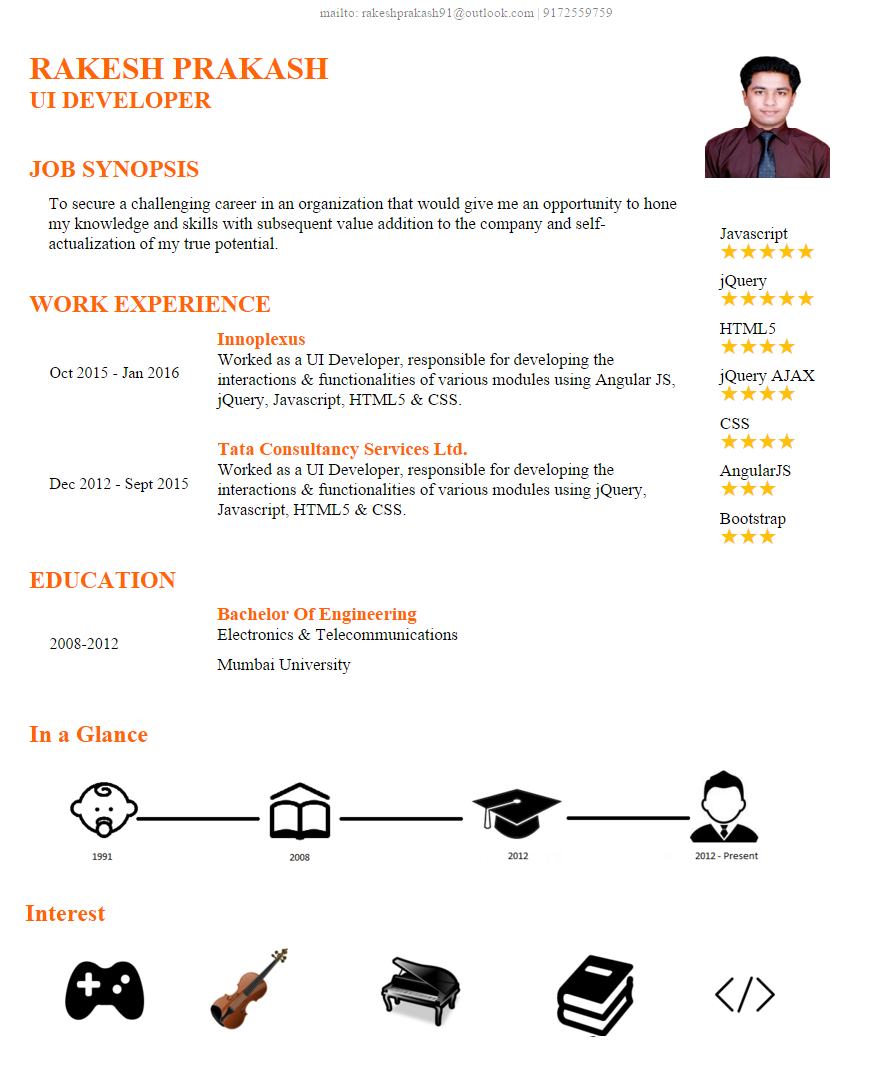 mailto: rakeshprakash91@outlook.com | 9172559759
RAKESH PRAKASH
UI DEVELOPER
JOB SYNOPSIS
To secure a challenging career in an organization that would give me an opportunity to hone
my knowledge and skills with subsequent value addition to the company and self-
actualization of my true potential.
WORK EXPERIENCE
Oct 2015 - Jan 2016
Innoplexus
Worked as a UI Developer, responsible for developing the
interactions & functionalities of various modules using Angular JS,
jQuery, Javascript, HTML5 & CSS.
Dec 2012 - Sept 2015
Tata Consultancy Services Ltd.
Worked as a UI Developer, responsible for developing the
interactions & functionalities of various modules using jQuery,
Javascript, HTML5 & CSS.
EDUCATION
2008-2012
Bachelor Of Engineering
Electronics & Telecommunications
Mumbai University
Javascript
★★★★★
jQuery
★★★★★
HTML5
★★★★
jQuery AJAX
★★★★
CSS
★★★★
AngularJS
★★★
Bootstrap
★★★
In a Glance
1991
2008
2012
2012 - Present
Interest